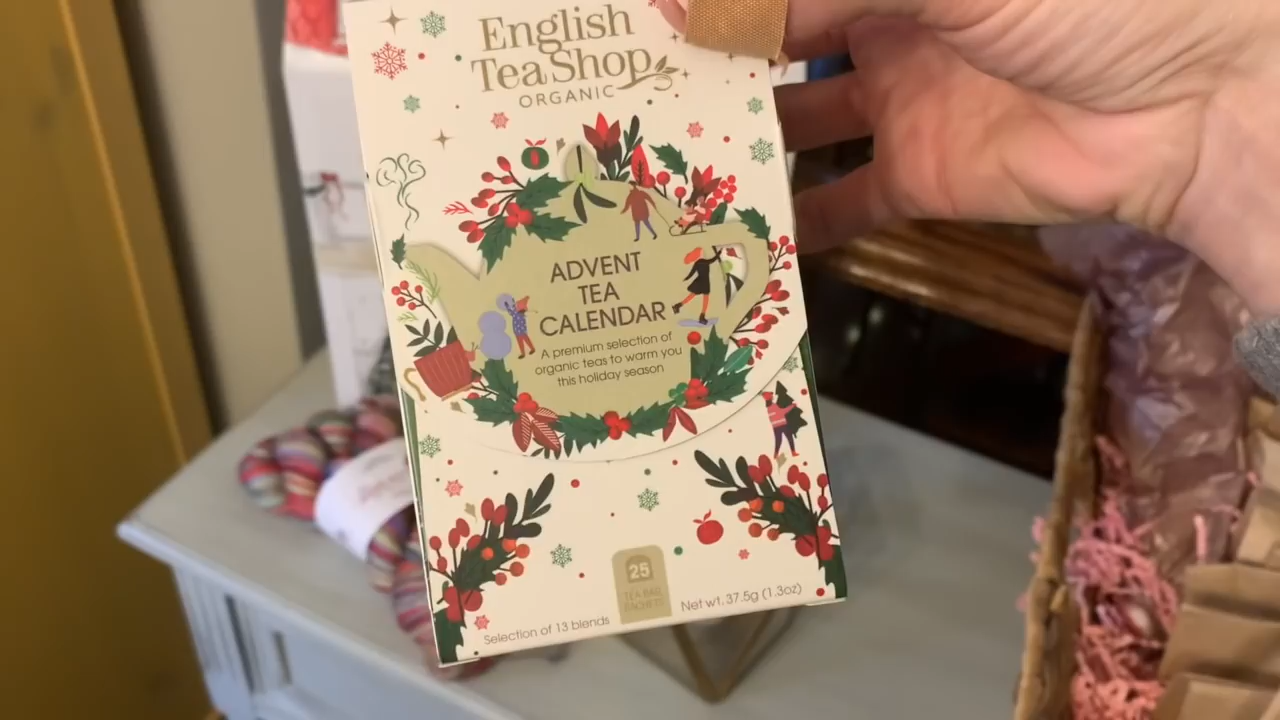 English
Tea Shop
ORGANIC
ADVENT
TEA
CALENDAR
A premium selection of
organic teas to warm you
this holiday season
25
TEA BAG
SACHETS
Selection of 13 blends
Net wt. 37.5g (1.3oz)